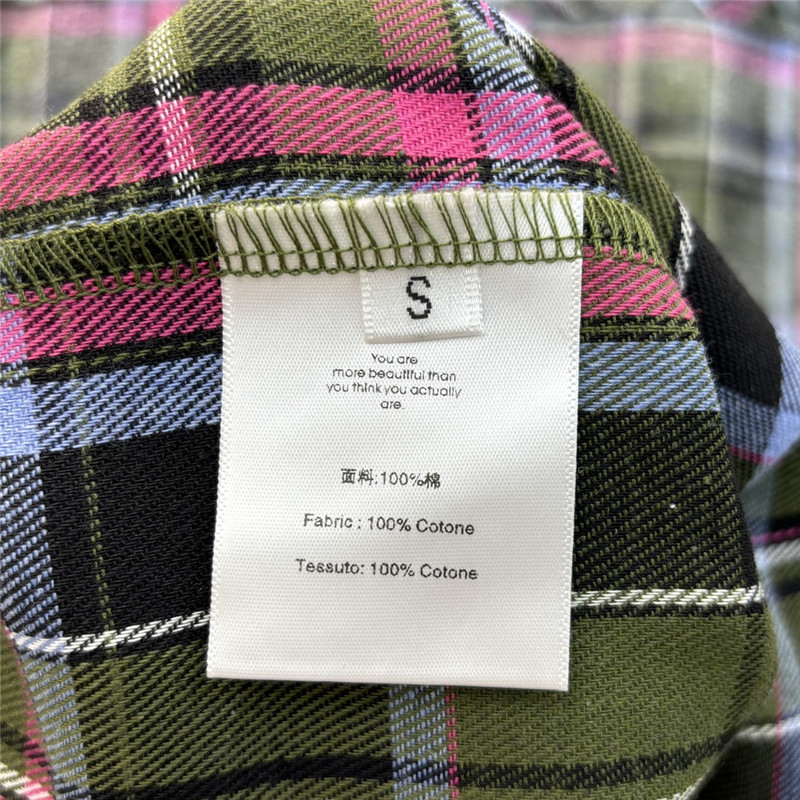 S
You are
more beautiful than
you think you actually
are.
面料:100%棉
Fabric : 100% Cotone
Tessuto: 100% Cotone